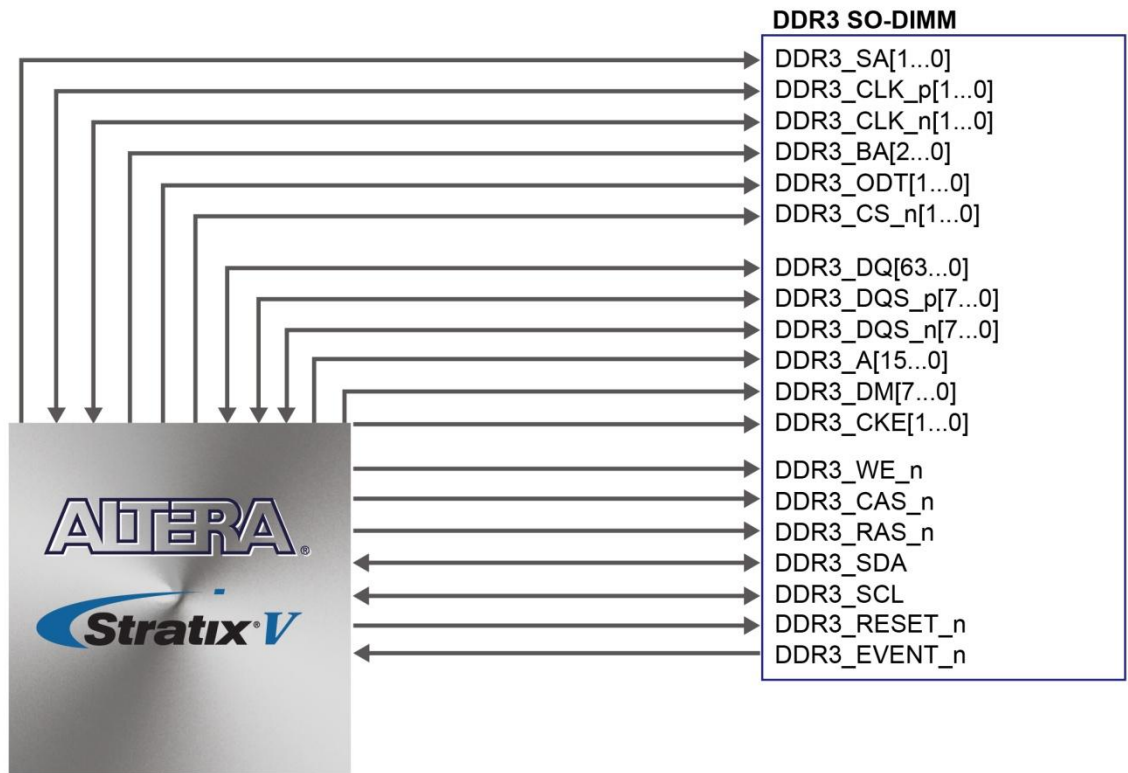 DDR3 SO-DIMM
DDR3_SA[1...0]
DDR3_CLK_p[1...0]
DDR3_CLK_n[1...0]
DDR3_BA[2...0]
DDR3_ODT[1...0]
DDR3_CS_n[1...0]
DDR3_DQ[63...0]
DDR3_DQS_p[7...0]
DDR3_DQS_n[7...0]
DDR3_A[15...0]
DDR3_DM[7...0]
DDR3_CKE[1...0]
DDR3_WE_n
DDR3_CAS_n
DDR3_RAS_n
DDR3_SDA
DDR3_SCL
DDR3_RESET_n
DDR3_EVENT_n
ALTERA®
Stratix® V